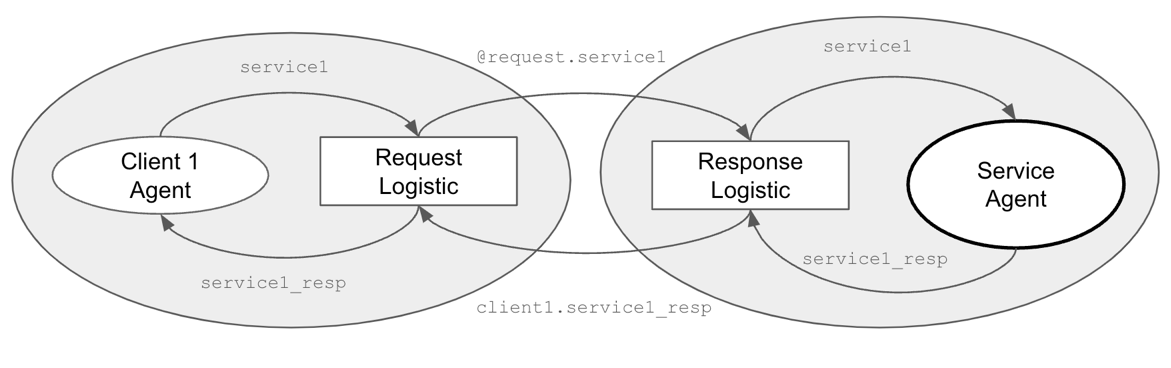 service1
@request.service1
service1
Client 1
Agent
Request
Logistic
Response
Logistic
Service
Agent
service1_resp
client1.service1_resp
service1_resp